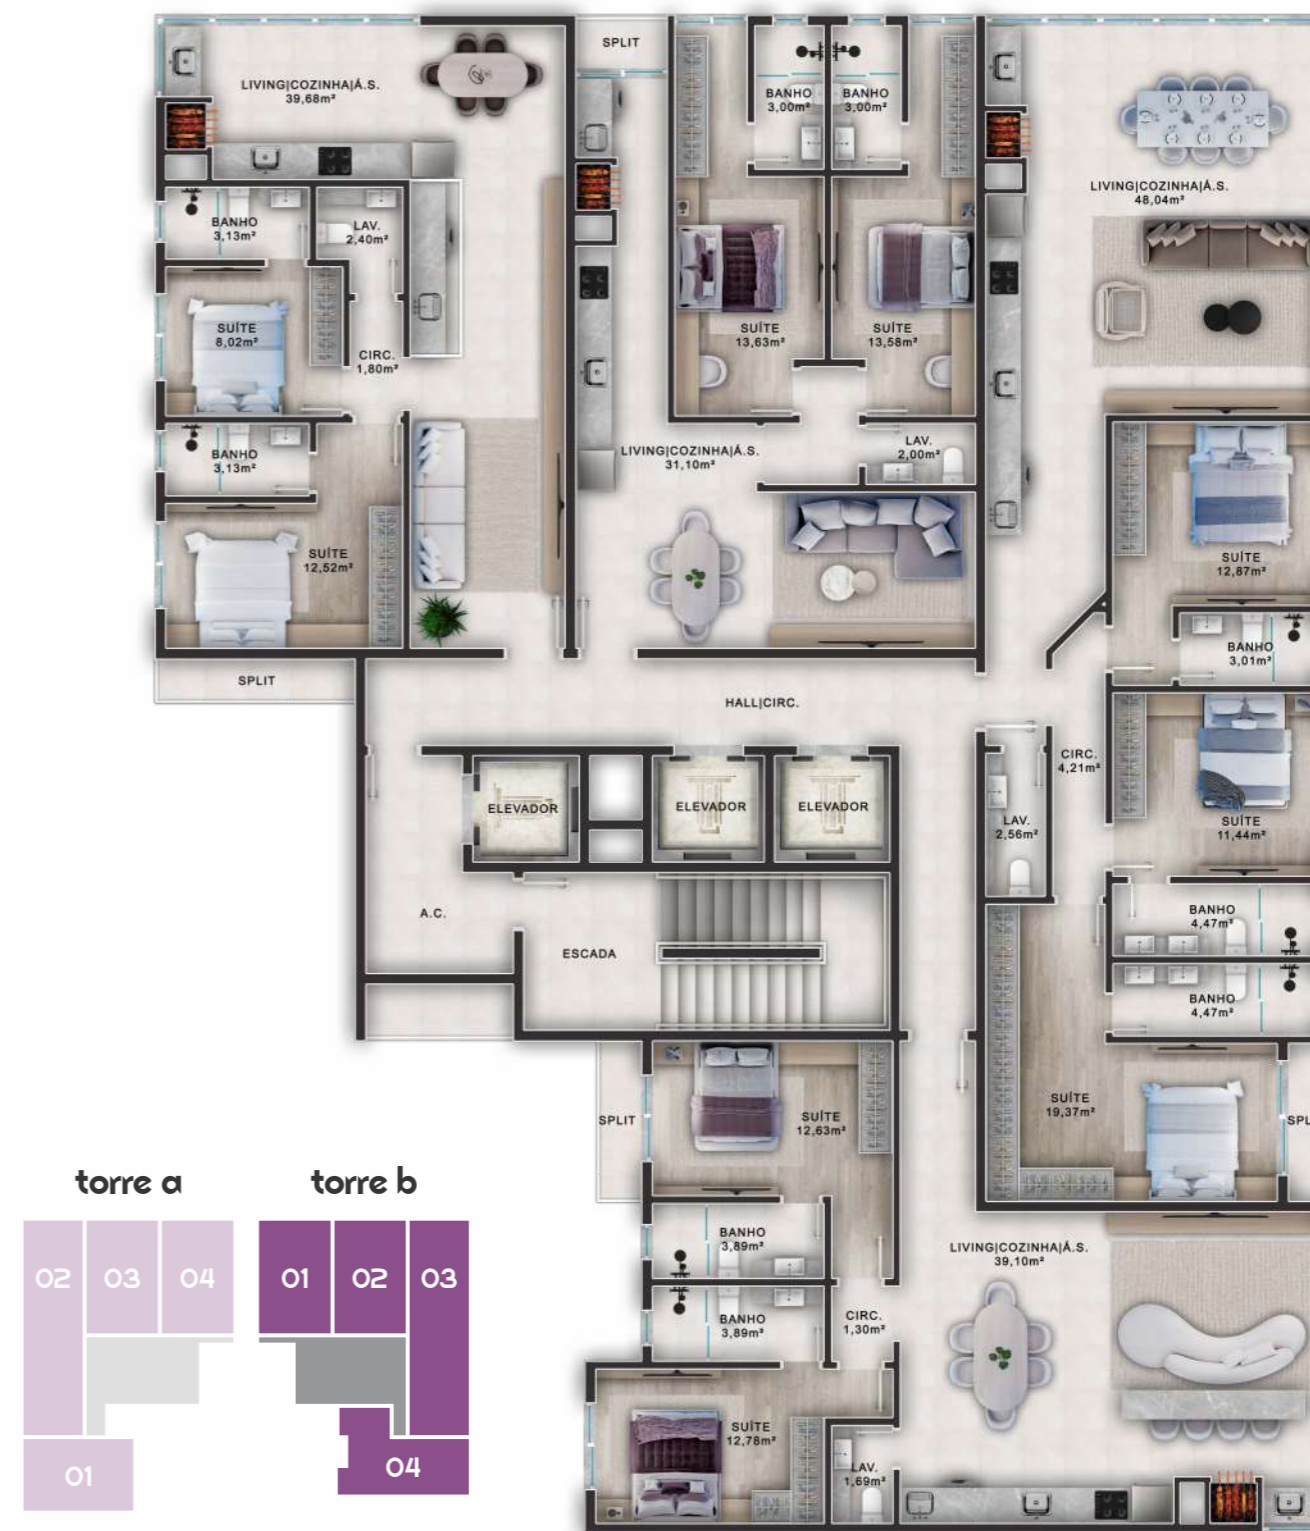 SPLIT
LIVING|COZINHA|Á.S.
39,68m²
BANHO
3,00m²
BANHO
3,00m²
LIVING|COZINHA|Á.S.
48,04m²
BANHO
3,13m²
LAV.
2,40m²
SUÍTE
8,02m²
CIRC.
1,80m²
SUÍTE
13,63m²
SUÍTE
13,58m²
BANHO
3,13m²
LIVING|COZINHA|Á.S.
31,10m²
LAV.
2,00m²
SUÍTE
12,52m²
SUÍTE
12,87m²
BANHO
3,01m²
SPLIT
HALL|CIRC.
CIRC.
4,21m²
ELEVADOR
ELEVADOR
ELEVADOR
LAV.
2,56m²
SUÍTE
11,44m²
A.C.
ESCADA
BANHO
4,47m²
BANHO
4,47m²
SPLIT
SUÍTE
12,63m²
SUÍTE
19,37m²
SPL
BANHO
3,89m²
LIVING|COZINHA|Á.S.
39,10m²
BANHO
3,89m²
CIRC.
1,30m²
SUÍTE
12,78m²
LAV.
1,69m²
torre a
02
03
04
01
torre b
01
02
03
04